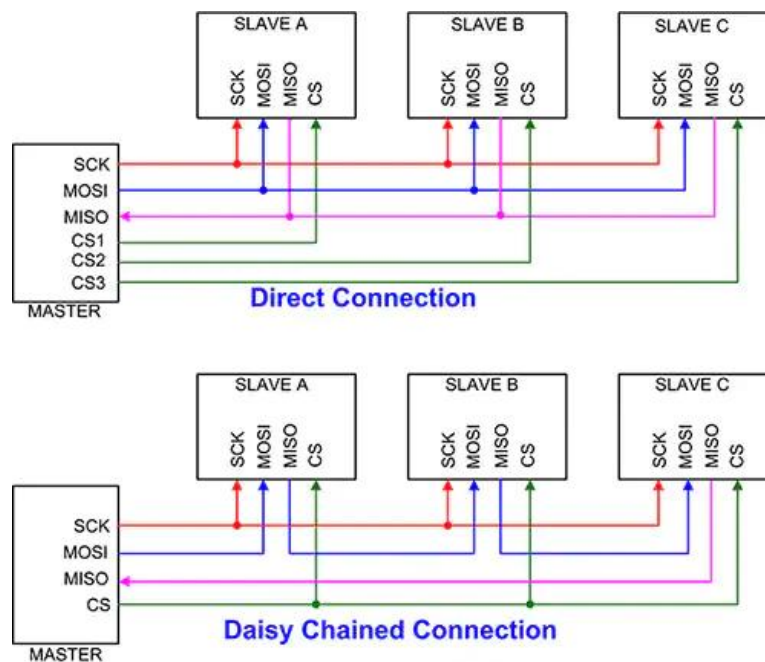 SLAVE A
SLAVE B
SLAVE C
SCK MOSI MISO CS
SCK MOSI MISO CS
SCK MOSI MISO CS
SCK
MOSI
MISO
CS1
CS2
CS3
MASTER
Direct Connection
SLAVE A
SLAVE B
SLAVE C
SCK MOSI MISO CS
SCK MOSI MISO CS
SCK MOSI MISO CS
SCK
MOSI
MISO
CS
MASTER
Daisy Chained Connection